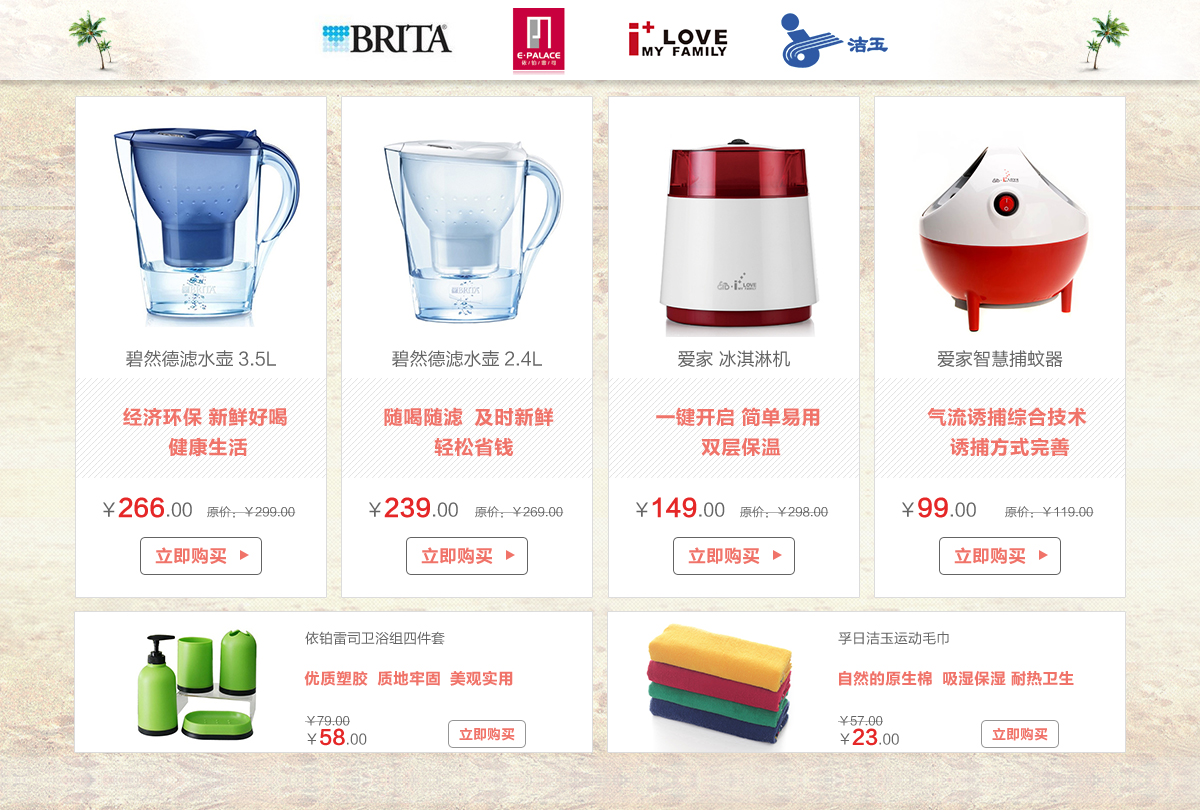 BRITA
E·PALACE
依铂雷司
i+ LOVE
MY FAMILY
洁玉
BRITA
LOVE
MY FAMILY
碧然德滤水壶 3.5L
碧然德滤水壶 2.4L
爱家 冰淇淋机
爱家智慧捕蚊器
经济环保 新鲜好喝
健康生活
随喝随滤 及时新鲜
轻松省钱
一键开启 简单易用
双层保温
气流诱捕综合技术
诱捕方式完善
￥266.00 原价：￥299.00
￥239.00 原价：￥269.00
￥149.00 原价：￥298.00
￥99.00 原价：￥119.00
立即购买
立即购买
立即购买
立即购买
依铂雷司卫浴组四件套
优质塑胶 质地牢固 美观实用
￥79.00
￥58.00
立即购买
孚日洁玉运动毛巾
自然的原生棉 吸湿保湿 耐热卫生
￥57.00
￥23.00
立即购买